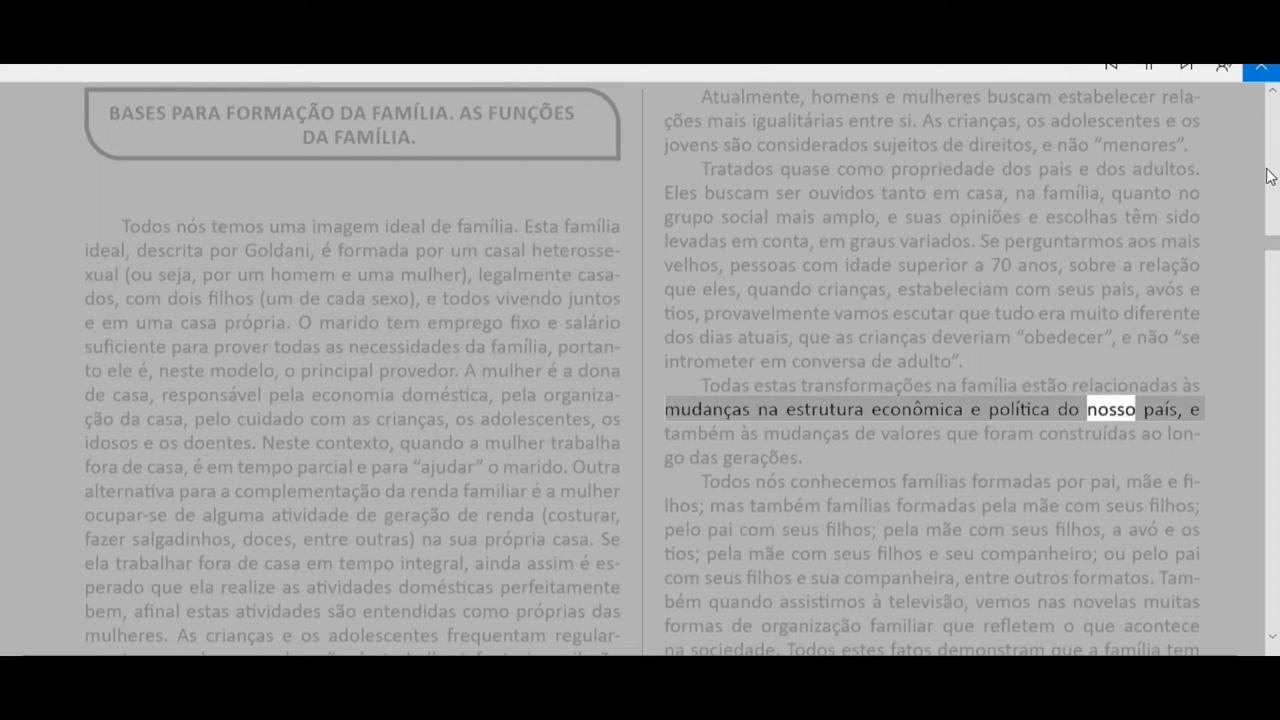 BASES PARA FORMAÇÃO DA FAMÍLIA. AS FUNÇÕES
DA FAMÍLIA.
Todos nós temos uma imagem ideal de família. Esta família
ideal, descrita por Goldani, é formada por um casal heterosse-
xual (ou seja, por um homem e uma mulher), legalmente casa-
dos, com dois filhos (um de cada sexo), e todos vivendo juntos
e em uma casa própria. O marido tem emprego fixo e salário
suficiente para prover todas as necessidades da família, portan-
to ele é, neste modelo, o principal provedor. A mulher é a dona
de casa, responsável pela economia doméstica, pela organiza-
ção da casa, pelo cuidado com as crianças, os adolescentes, os
idosos e os doentes. Neste contexto, quando a mulher trabalha
fora de casa, é em tempo parcial e para “ajudar” o marido. Outra
alternativa para a complementação da renda familiar é a mulher
ocupar-se de alguma atividade de geração de renda (costurar,
fazer salgadinhos, doces, entre outras) na sua própria casa. Se
ela trabalhar fora de casa em tempo integral, ainda assim é es-
perado que ela realize as atividades domésticas perfeitamente
bem, afinal estas atividades são entendidas como próprias das
mulheres. As crianças e os adolescentes frequentam regular-
Atualmente, homens e mulheres buscam estabelecer rela-
ções mais igualitárias entre si. As crianças, os adolescentes e os
jovens são considerados sujeitos de direitos, e não “menores”.
Tratados quase como propriedade dos pais e dos adultos.
Eles buscam ser ouvidos tanto em casa, na família, quanto no
grupo social mais amplo, e suas opiniões e escolhas têm sido
levadas em conta, em graus variados. Se perguntarmos aos mais
velhos, pessoas com idade superior a 70 anos, sobre a relação
que eles, quando crianças, estabeleciam com seus pais, avós e
tios, provavelmente vamos escutar que tudo era muito diferente
dos dias atuais, que as crianças deveriam “obedecer”, e não “se
intrometer em conversa de adulto”.
Todas estas transformações na família estão relacionadas às
mudanças na estrutura econômica e política do nosso país, e
também às mudanças de valores que foram construídas ao lon-
go das gerações.
Todos nós conhecemos famílias formadas por pai, mãe e fi-
lhos; mas também famílias formadas pela mãe com seus filhos;
pelo pai com seus filhos; pela mãe com seus filhos, a avó e os
tios; pela mãe com seus filhos e seu companheiro; ou pelo pai
com seus filhos e sua companheira, entre outros formatos. Tam-
bém quando assistimos à televisão, vemos nas novelas muitas
formas de organização familiar que refletem o que acontece
na sociedade. Todos estes fatos demonstram que a família tem